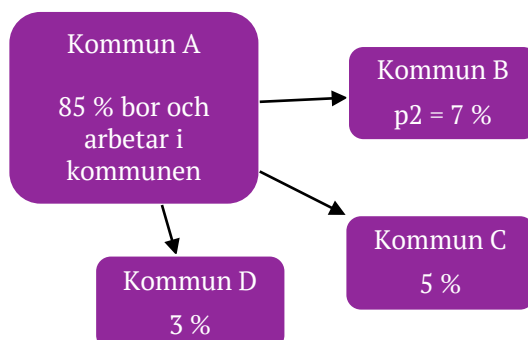 Kommun A
85 % bor och
arbetar i
kommunen
Kommun B
p2 = 7 %
Kommun C
5 %
Kommun D
3 %